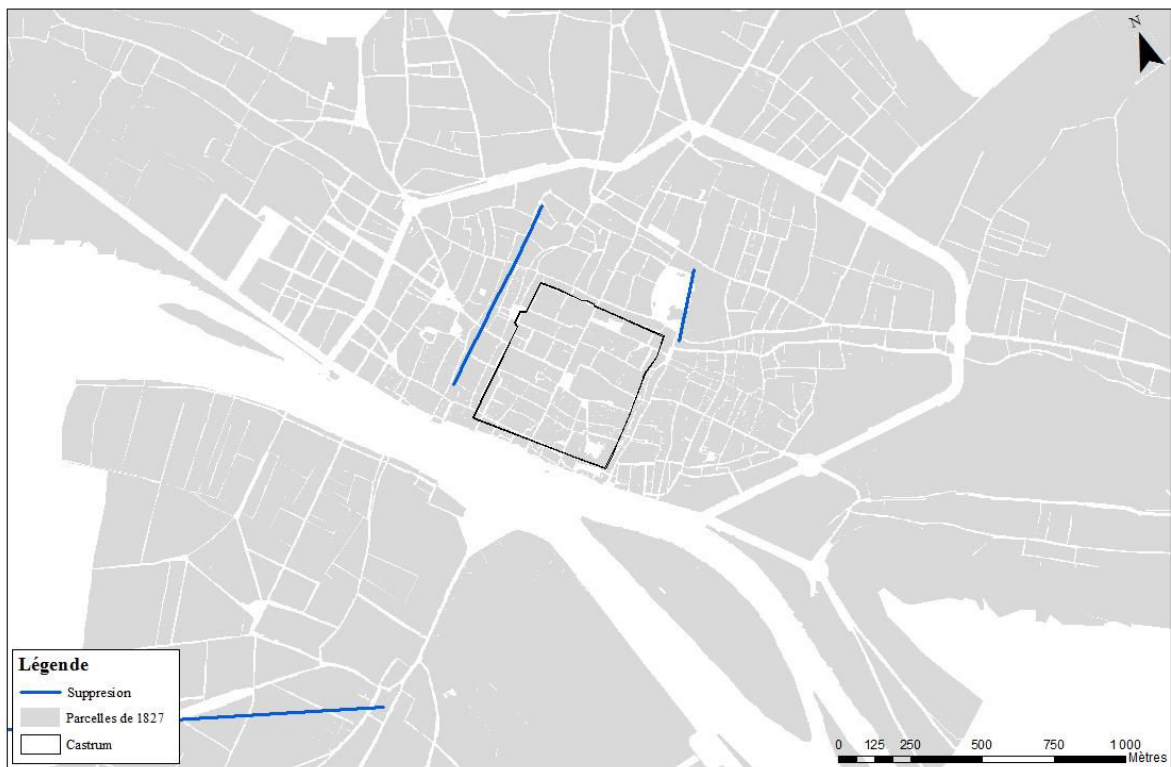 N
Légende
Suppresion
Parcelles de 1827
Castrum
0 125 250 500 750 1 000
Mètres